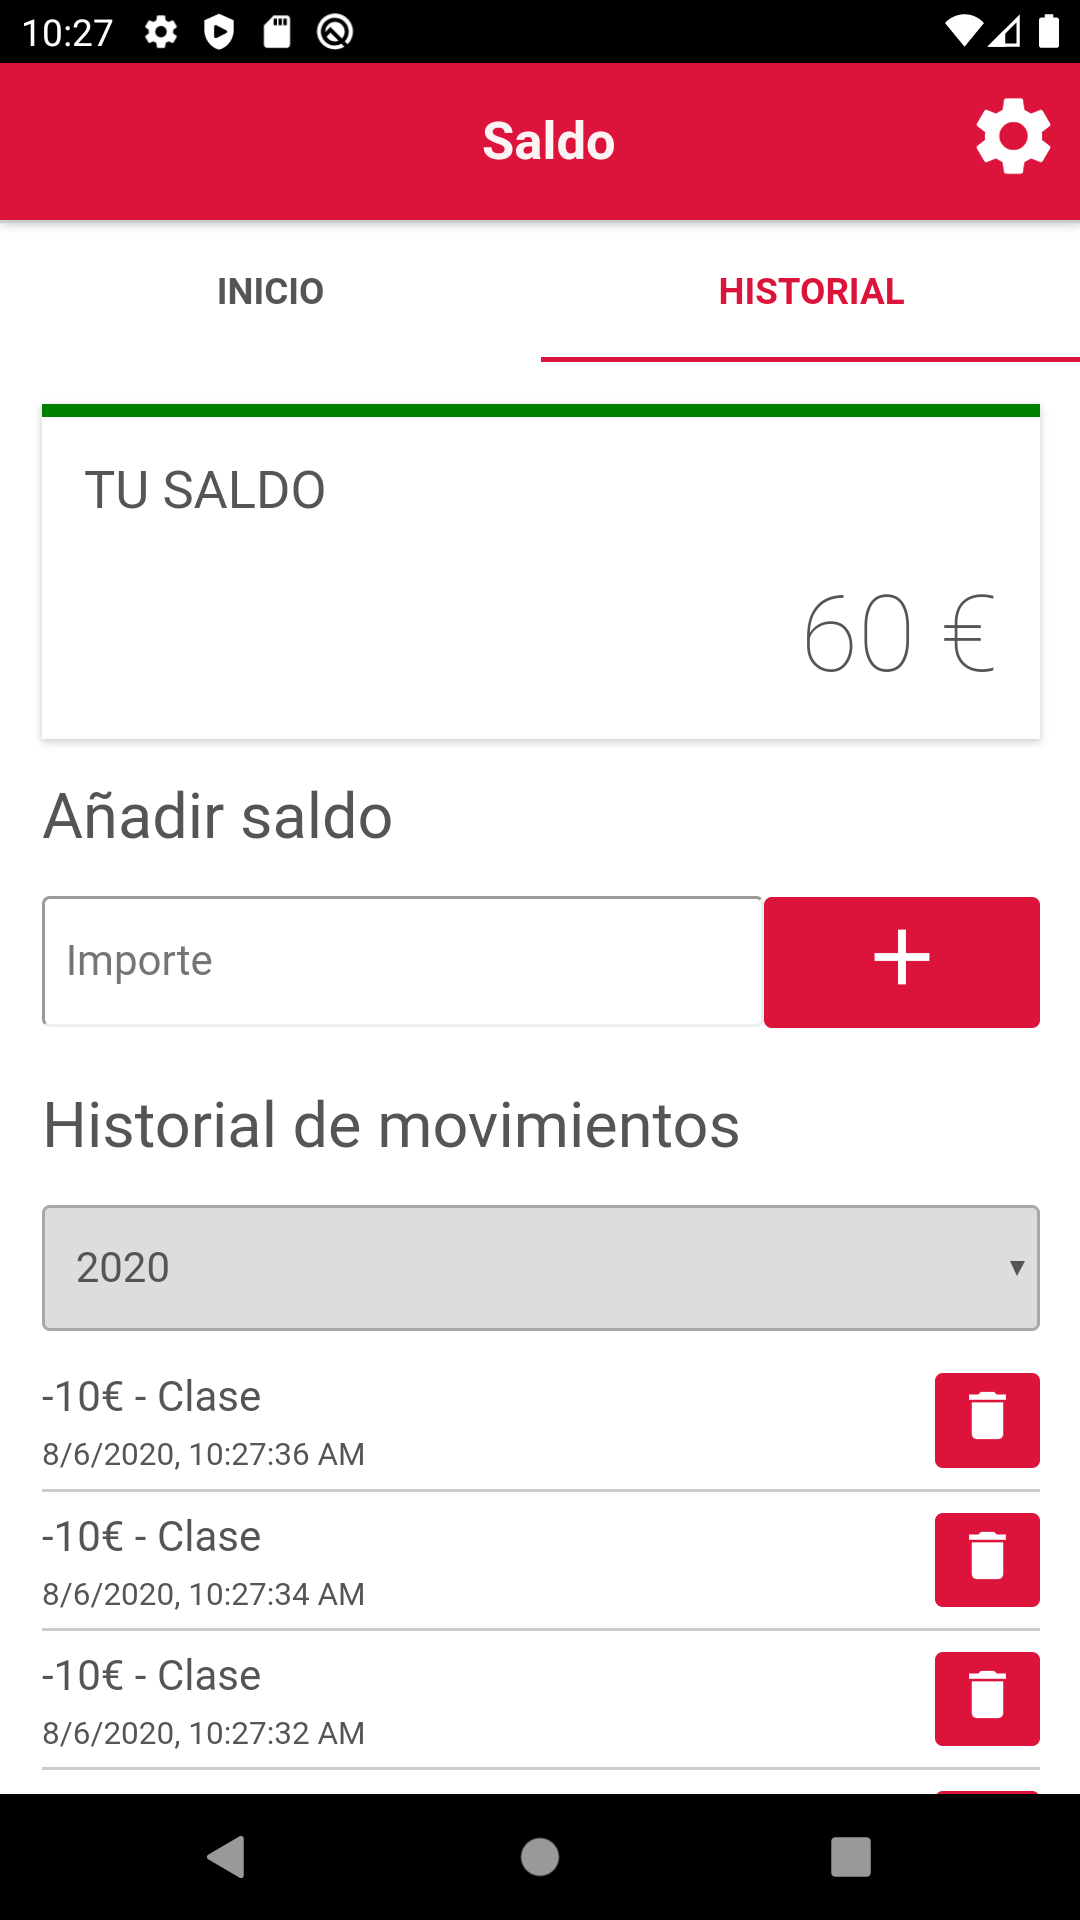 10:27
Saldo
INICIO
HISTORIAL
TU SALDO
60 €
Añadir saldo
Importe
Historial de movimientos
2020
-10€ - Clase
8/6/2020, 10:27:36 AM
-10€ - Clase
8/6/2020, 10:27:34 AM
-10€ - Clase
8/6/2020, 10:27:32 AM